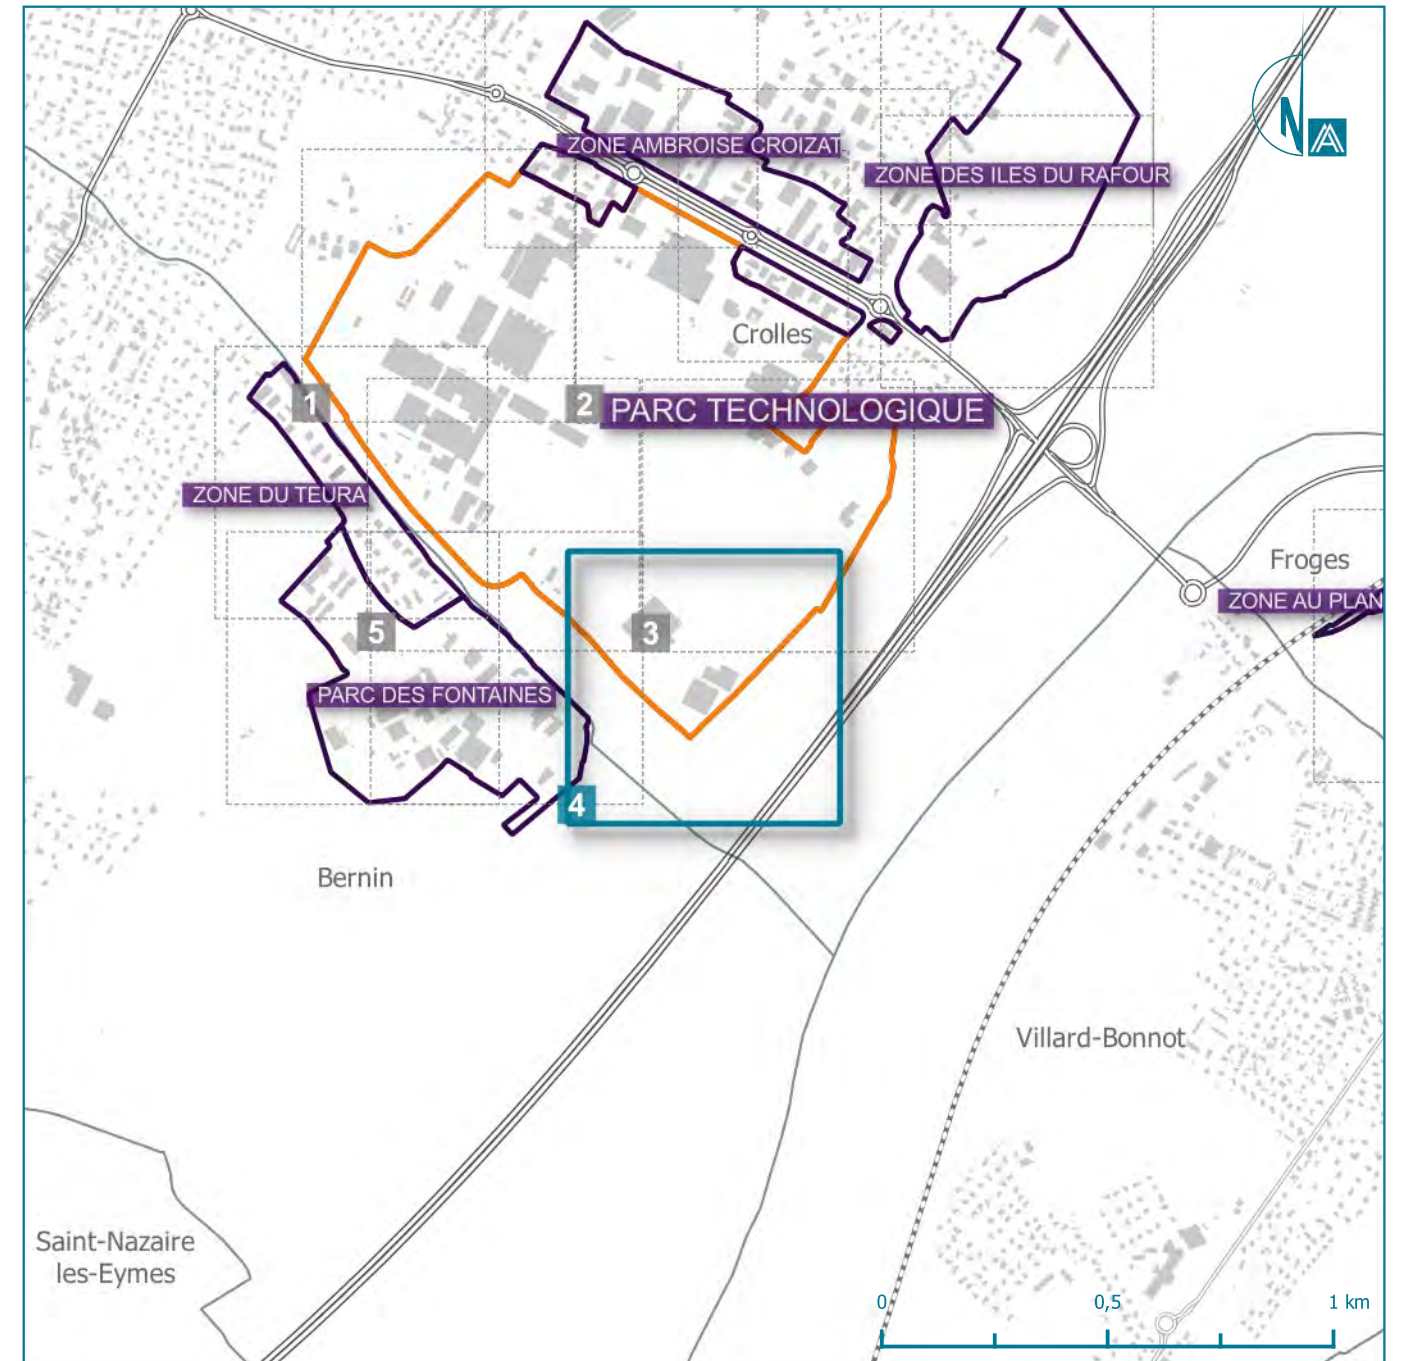 N
ZONE AMBROISE CROIZAT
ZONE DES ILES DU RAFOUR
Crolles
1
2
PARC TECHNOLOGIQUE
ZONE DU TEURA
Froges
ZONE AU PLAN
5
3
PARC DES FONTAINES
4
Bernin
Villard-Bonnot
Saint-Nazaire
les-Eymes
0
0,5
1 km